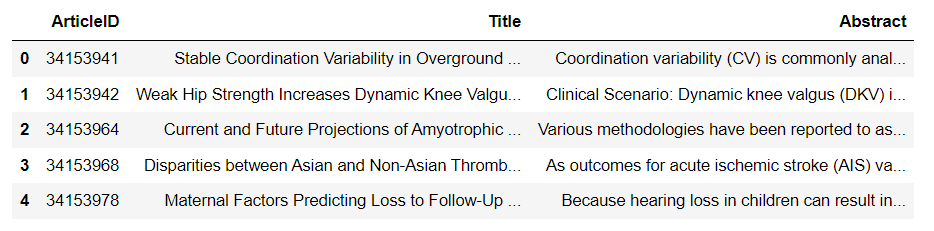 ArticleID Title Abstract
0 34153941 Stable Coordination Variability in Overground ... Coordination variability (CV) is commonly anal...
1 34153942 Weak Hip Strength Increases Dynamic Knee Valgu... Clinical Scenario: Dynamic knee valgus (DKV) i...
2 34153964 Current and Future Projections of Amyotrophic ... Various methodologies have been reported to as...
3 34153968 Disparities between Asian and Non-Asian Thromb... As outcomes for acute ischemic stroke (AIS) va...
4 34153978 Maternal Factors Predicting Loss to Follow-Up ... Because hearing loss in children can result in...